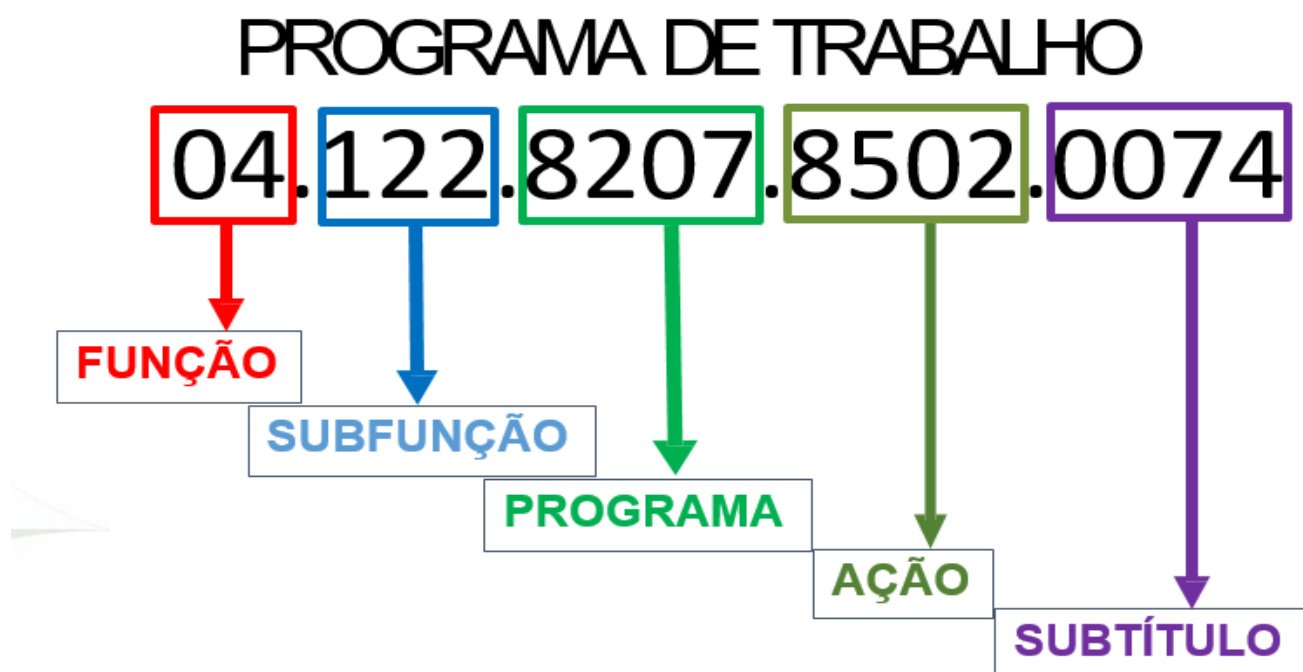 PROGRAMA DE TRABALHO
04.122.8207.8502.0074
FUNÇÃO
SUBFUNÇÃO
PROGRAMA
AÇÃO
SUBTÍTULO